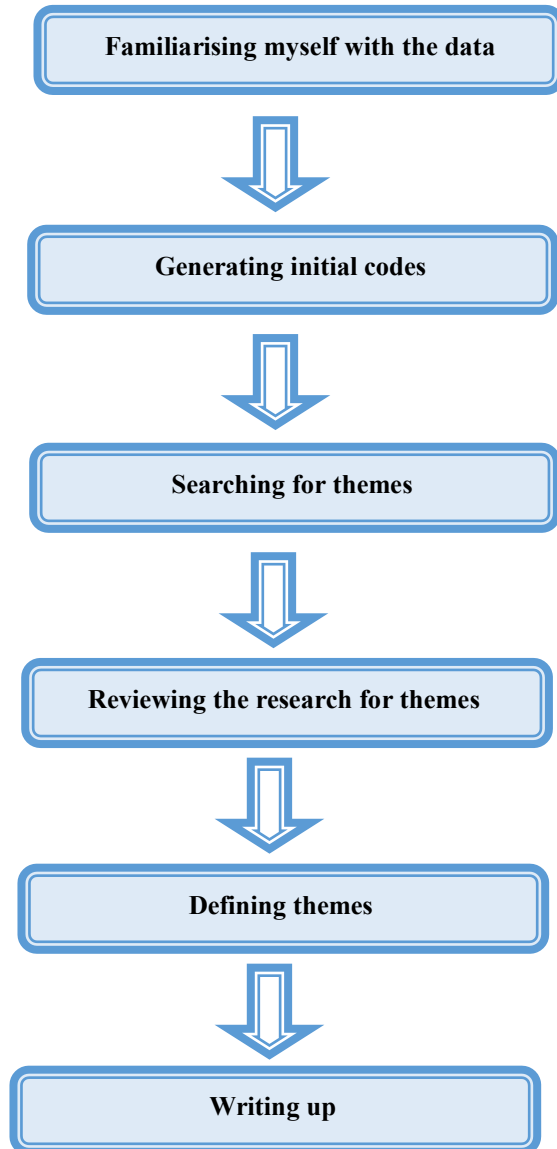 Familiarising myself with the data
Generating initial codes
Searching for themes
Reviewing the research for themes
Defining themes
Writing up